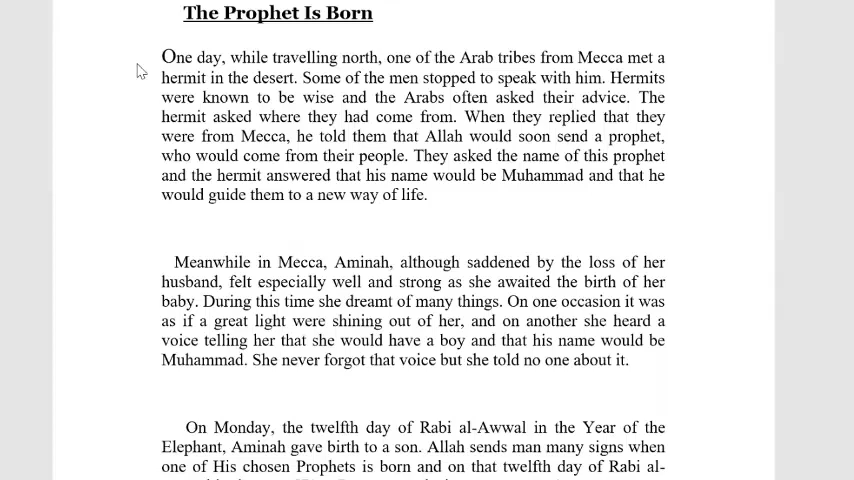 The Prophet Is Born
One day, while travelling north, one of the Arab tribes from Mecca met a
hermit in the desert. Some of the men stopped to speak with him. Hermits
were known to be wise and the Arabs often asked their advice. The
hermit asked where they had come from. When they replied that they
were from Mecca, he told them that Allah would soon send a prophet,
who would come from their people. They asked the name of this prophet
and the hermit answered that his name would be Muhammad and that he
would guide them to a new way of life.
Meanwhile in Mecca, Aminah, although saddened by the loss of her
husband, felt especially well and strong as she awaited the birth of her
baby. During this time she dreamt of many things. On one occasion it was
as if a great light were shining out of her, and on another she heard a
voice telling her that she would have a boy and that his name would be
Muhammad. She never forgot that voice but she told no one about it.
On Monday, the twelfth day of Rabi al-Awwal in the Year of the
Elephant, Aminah gave birth to a son. Allah sends man many signs when
one of His chosen Prophets is born and on that twelfth day of Rabi al-